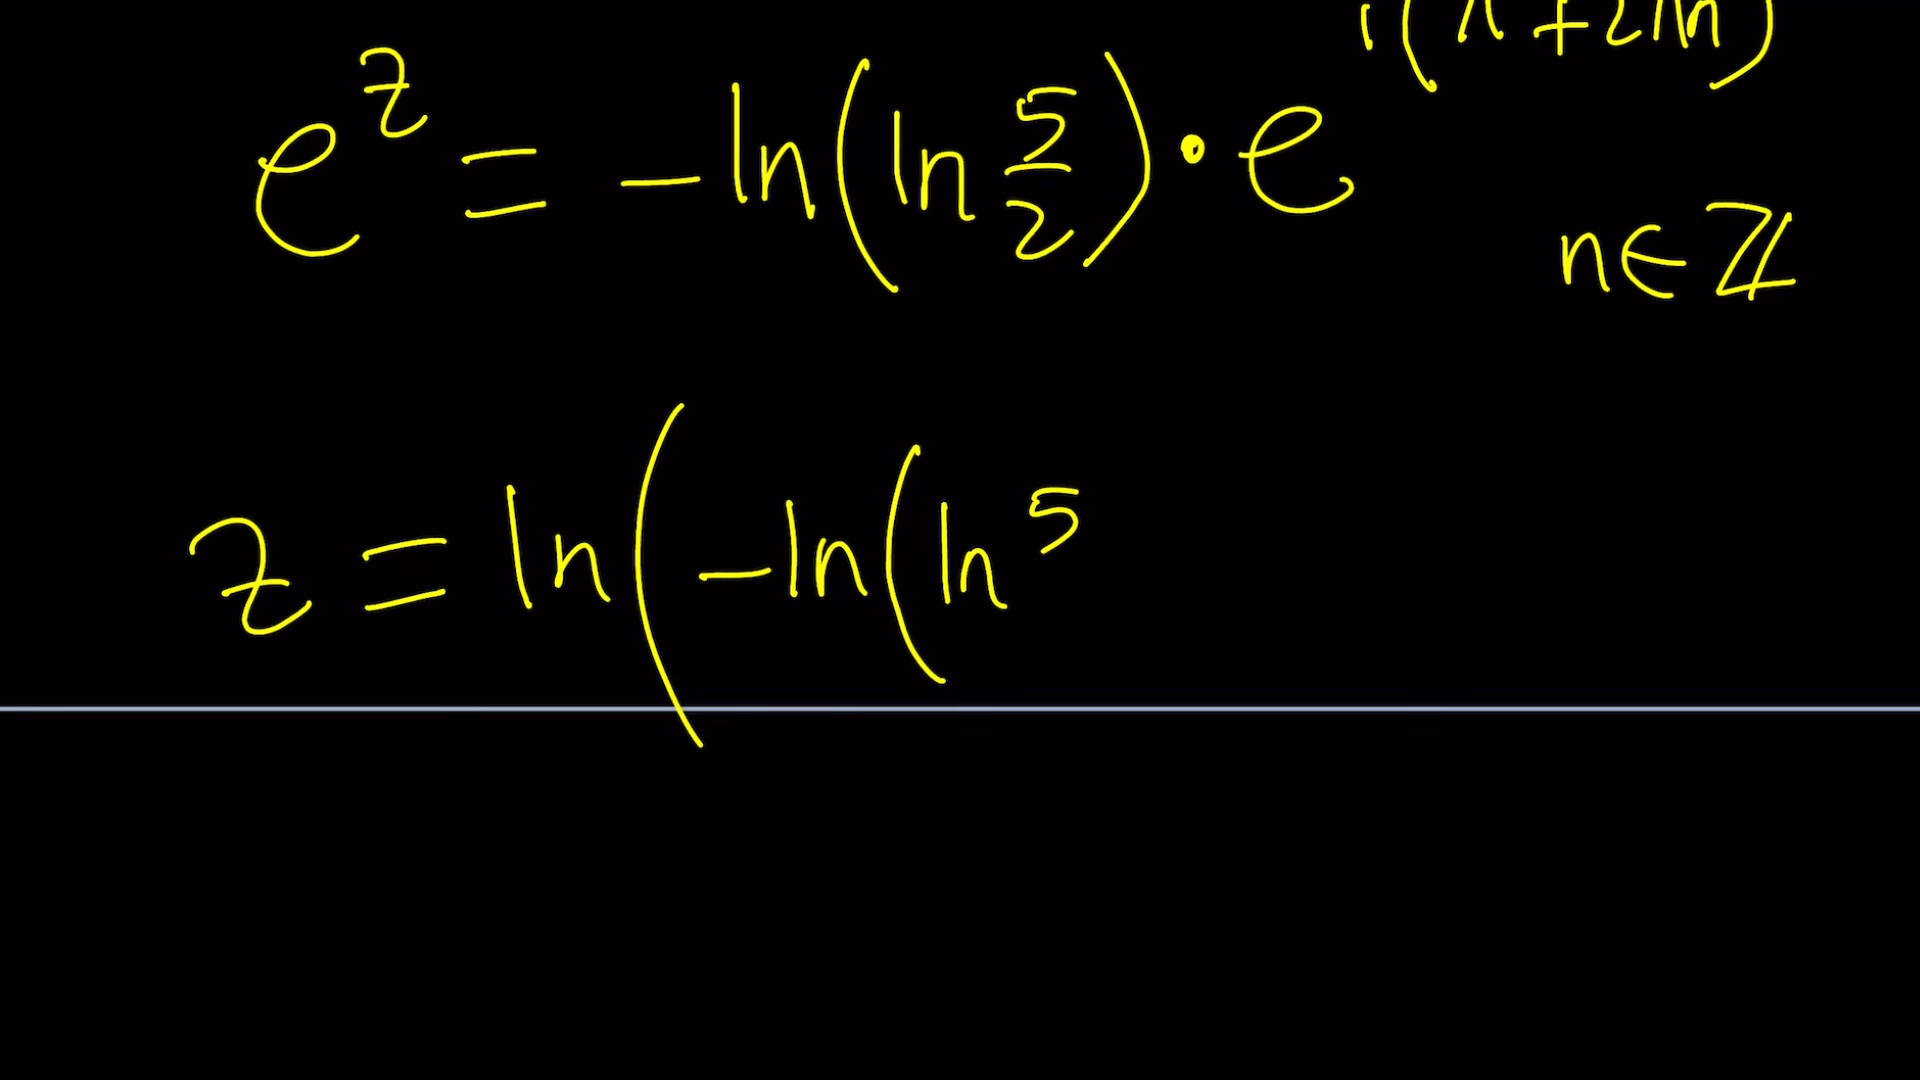 e^z = -ln(ln 5/2) · e^i(π+2πn)
n∈ℤ
z = ln(-ln(ln 5